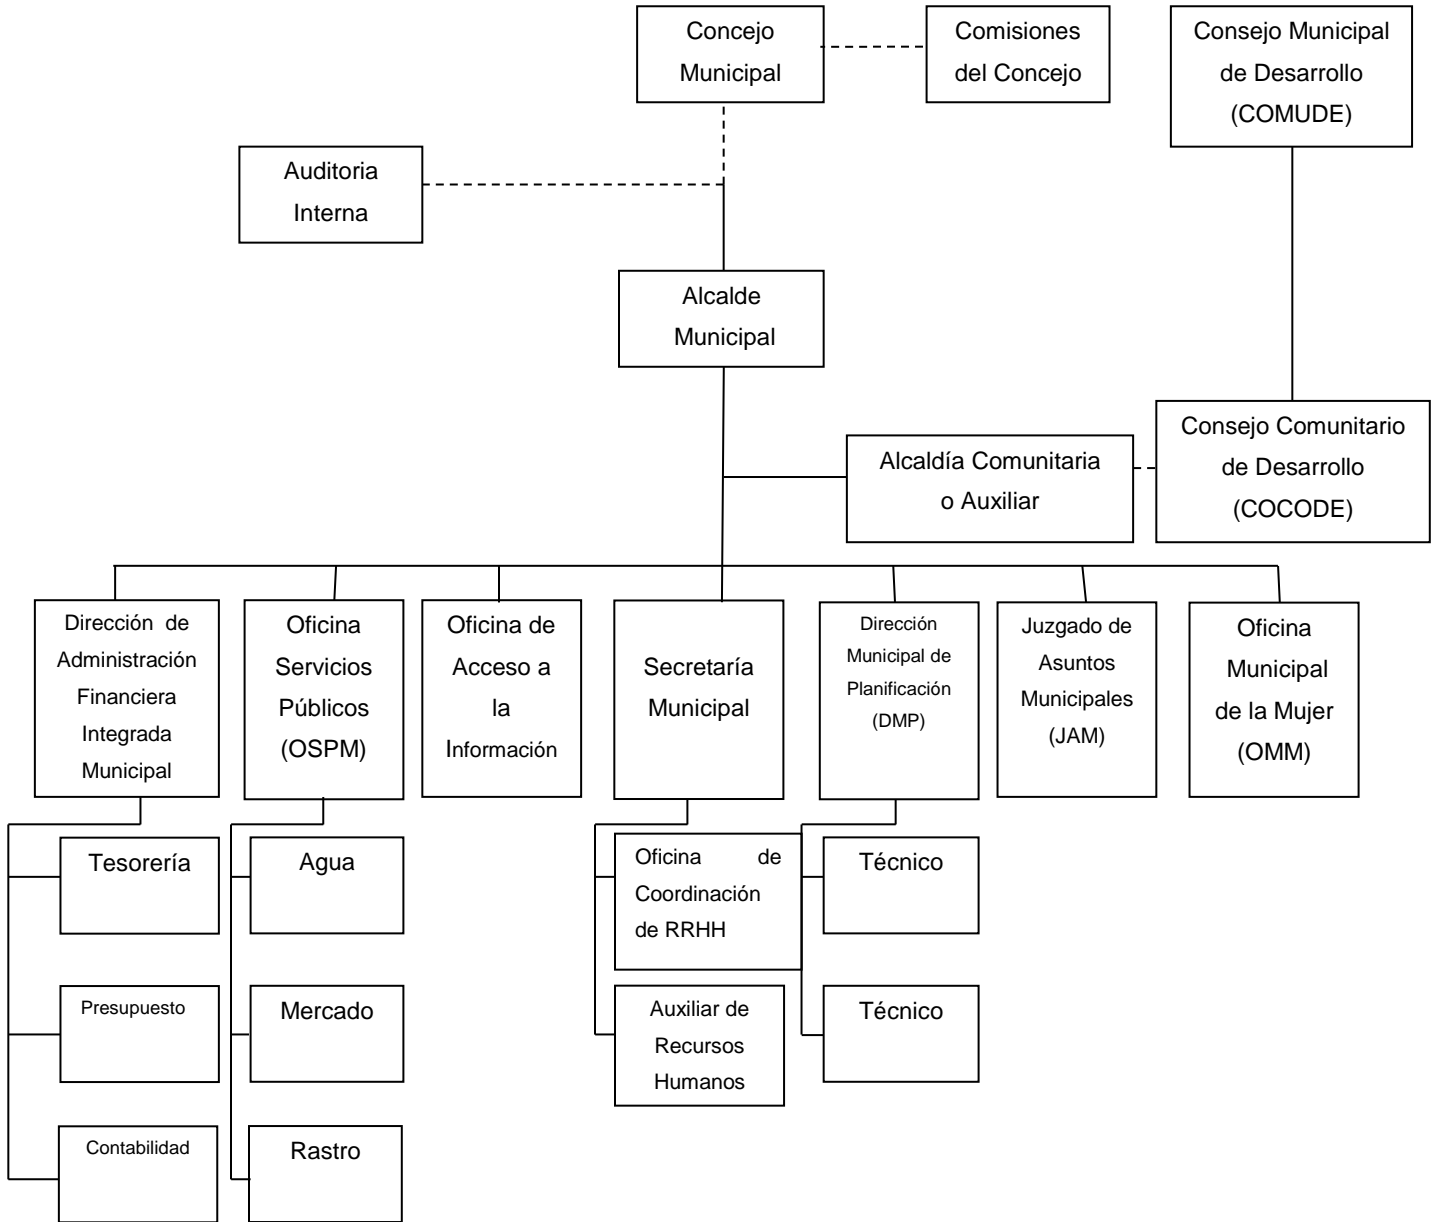 Concejo
Municipal
Comisiones
del Concejo
Consejo Municipal
de Desarrollo
(COMUDE)
Auditoria
Interna
Alcalde
Municipal
Alcaldía Comunitaria
o Auxiliar
Consejo Comunitario
de Desarrollo
(COCODE)
Dirección de
Administración
Financiera
Integrada
Municipal
Oficina
Servicios
Públicos
(OSPM)
Oficina de
Acceso a
la
Información
Secretaría
Municipal
Dirección
Municipal de
Planificación
(DMP)
Juzgado de
Asuntos
Municipales
(JAM)
Oficina
Municipal
de la Mujer
(OMM)
Tesorería
Agua
Oficina de
Coordinación
de RRHH
Técnico
Presupuesto
Mercado
Auxiliar de
Recursos
Humanos
Técnico
Contabilidad
Rastro